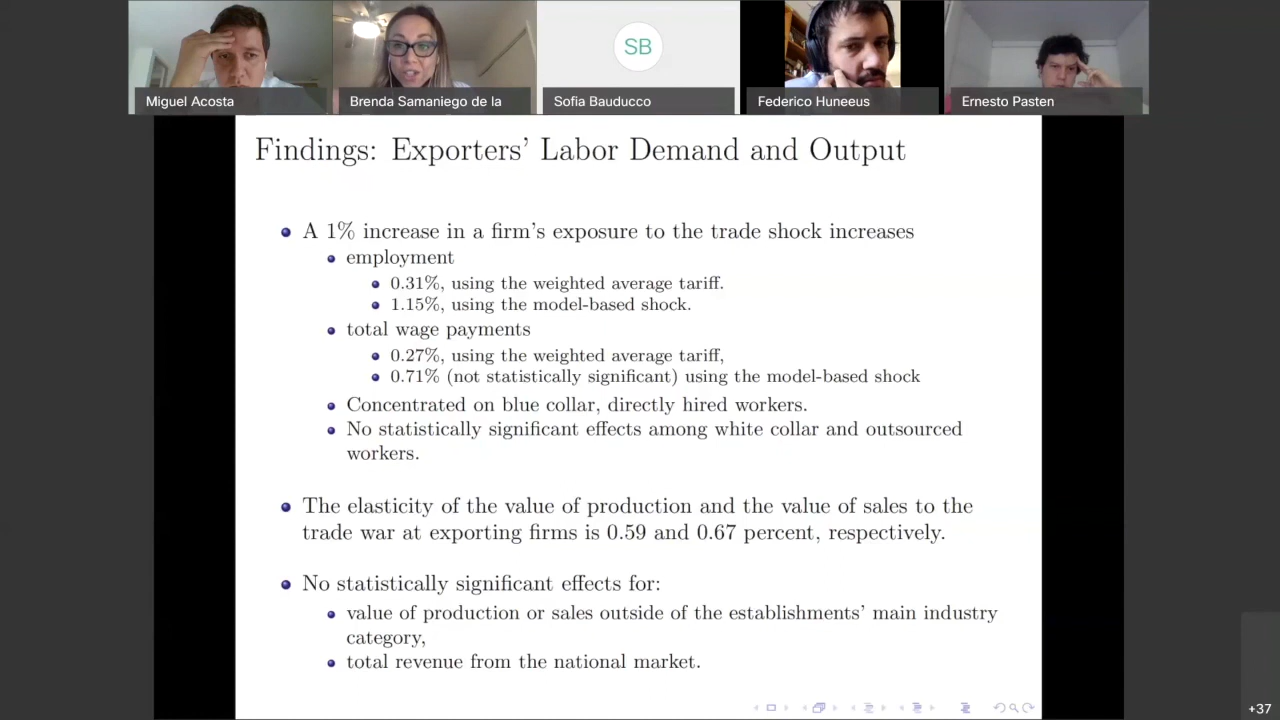 SB
Miguel Acosta
Brenda Samaniego de la
Sofia Bauducco
Federico Huneeus
Ernesto Pasten
Findings: Exporters' Labor Demand and Output
A 1% increase in a firm's exposure to the trade shock increases
employment
0.31%, using the weighted average tariff.
1.15%, using the model-based shock.
total wage payments
0.27%, using the weighted average tariff,
0.71% (not statistically significant) using the model-based shock
Concentrated on blue collar, directly hired workers.
No statistically significant effects among white collar and outsourced
workers.
The elasticity of the value of production and the value of sales to the
trade war at exporting firms is 0.59 and 0.67 percent, respectively.
No statistically significant effects for:
value of production or sales outside of the establishments' main industry
category,
total revenue from the national market.
+37